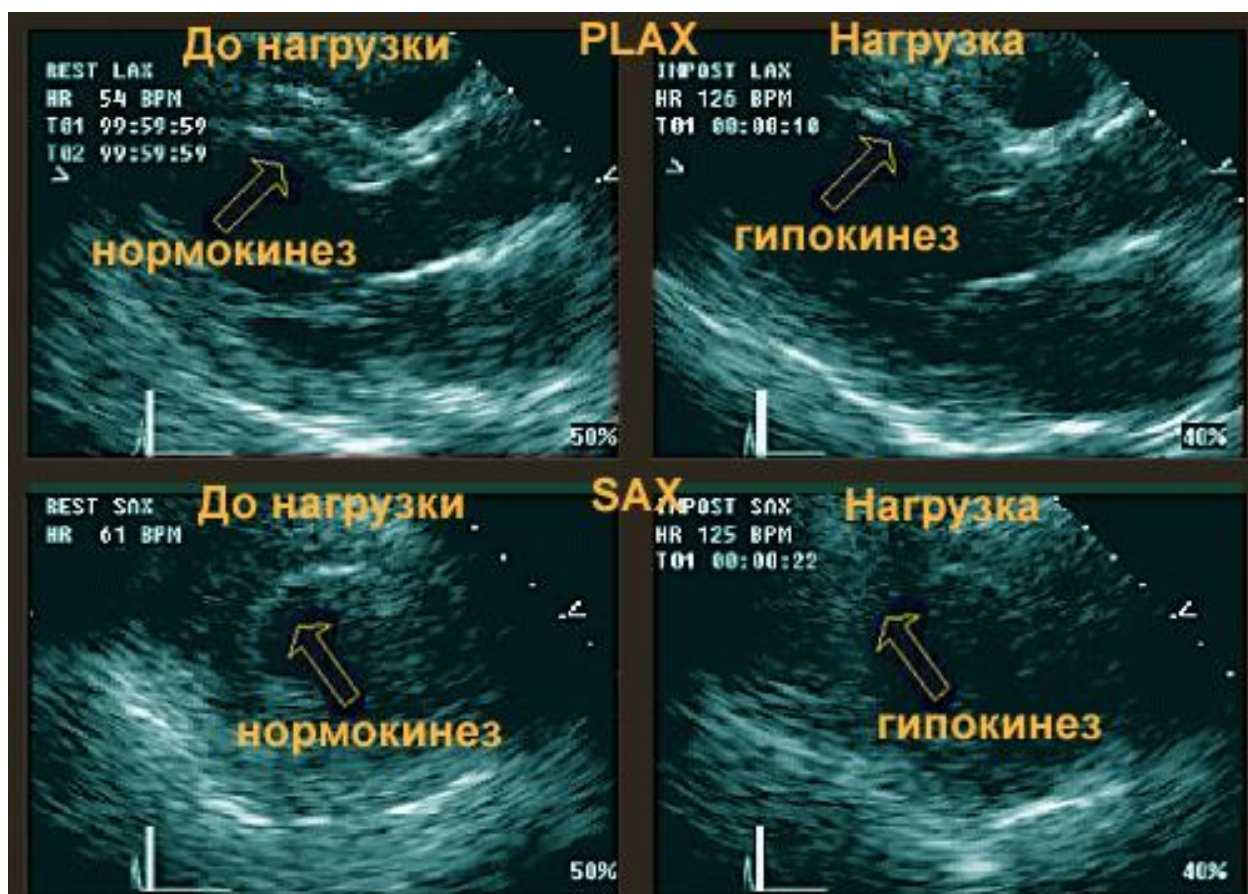 До нагрузки
PLAX
Нагрузка
REST LAX
HR 54 BPM
T01 99:59:59
T02 99:59:59
нормокинез
50%
IMPOST LAX
HR 126 BPM
T01 00:00:10
гипокинез
40%
До нагрузки
SAX
Нагрузка
REST SAX
HR 61 BPM
нормокинез
50%
IMPOST SAX
HR 125 BPM
T01 00:00:22
гипокинез
40%